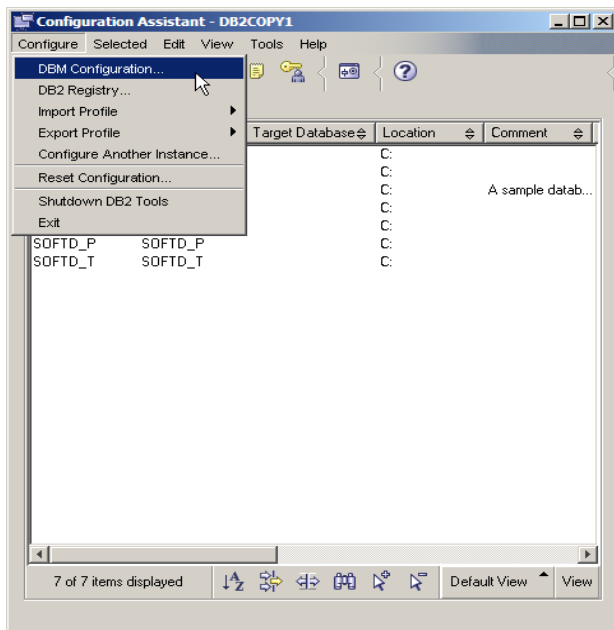 Configuration Assistant - DB2COPY1
Configure Selected Edit View Tools Help
DBM Configuration...
DB2 Registry...
Import Profile
Export Profile
Configure Another Instance...
Reset Configuration...
Shutdown DB2 Tools
Exit
Target Database Location Comment
C:
C:
C: A sample datab...
C:
C:
SOFTD_P SOFTD_P C:
SOFTD_T SOFTD_T C:
7 of 7 items displayed Default View View